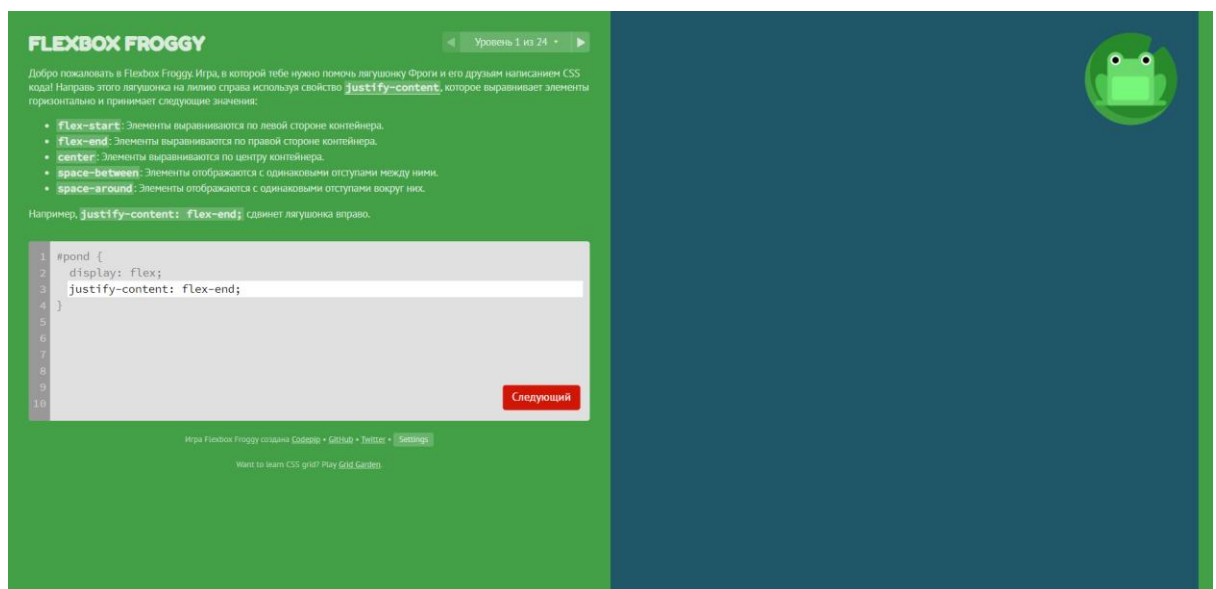 FLEXBOX FROGGY
Уровень 1 из 24
Добро пожаловать в Flexbox Froggy. Игра, в которой тебе нужно помочь лягушонку Фроги и его друзьям написанием CSS
кода! Направь этого лягушонка на лилию справа используя свойство justify-content, которое выравнивает элементы
горизонтально и принимает следующие значения:
• flex-start: Элементы выравниваются по левой стороне контейнера.
• flex-end: Элементы выравниваются по правой стороне контейнера.
• center: Элементы выравниваются по центру контейнера.
• space-between: Элементы отображаются с одинаковыми отступами между ними.
• space-around: Элементы отображаются с одинаковыми отступами вокруг них.
Например, justify-content: flex-end; сдвинет лягушонка вправо.
1 #pond {
2 display: flex;
3 justify-content: flex-end;
4 }
5
6
7
8
9
10
Следующий
Игра Flexbox Froggy создана Codepip • GitHub • Twitter • Settings
Want to learn CSS grid? Play Grid Garden.